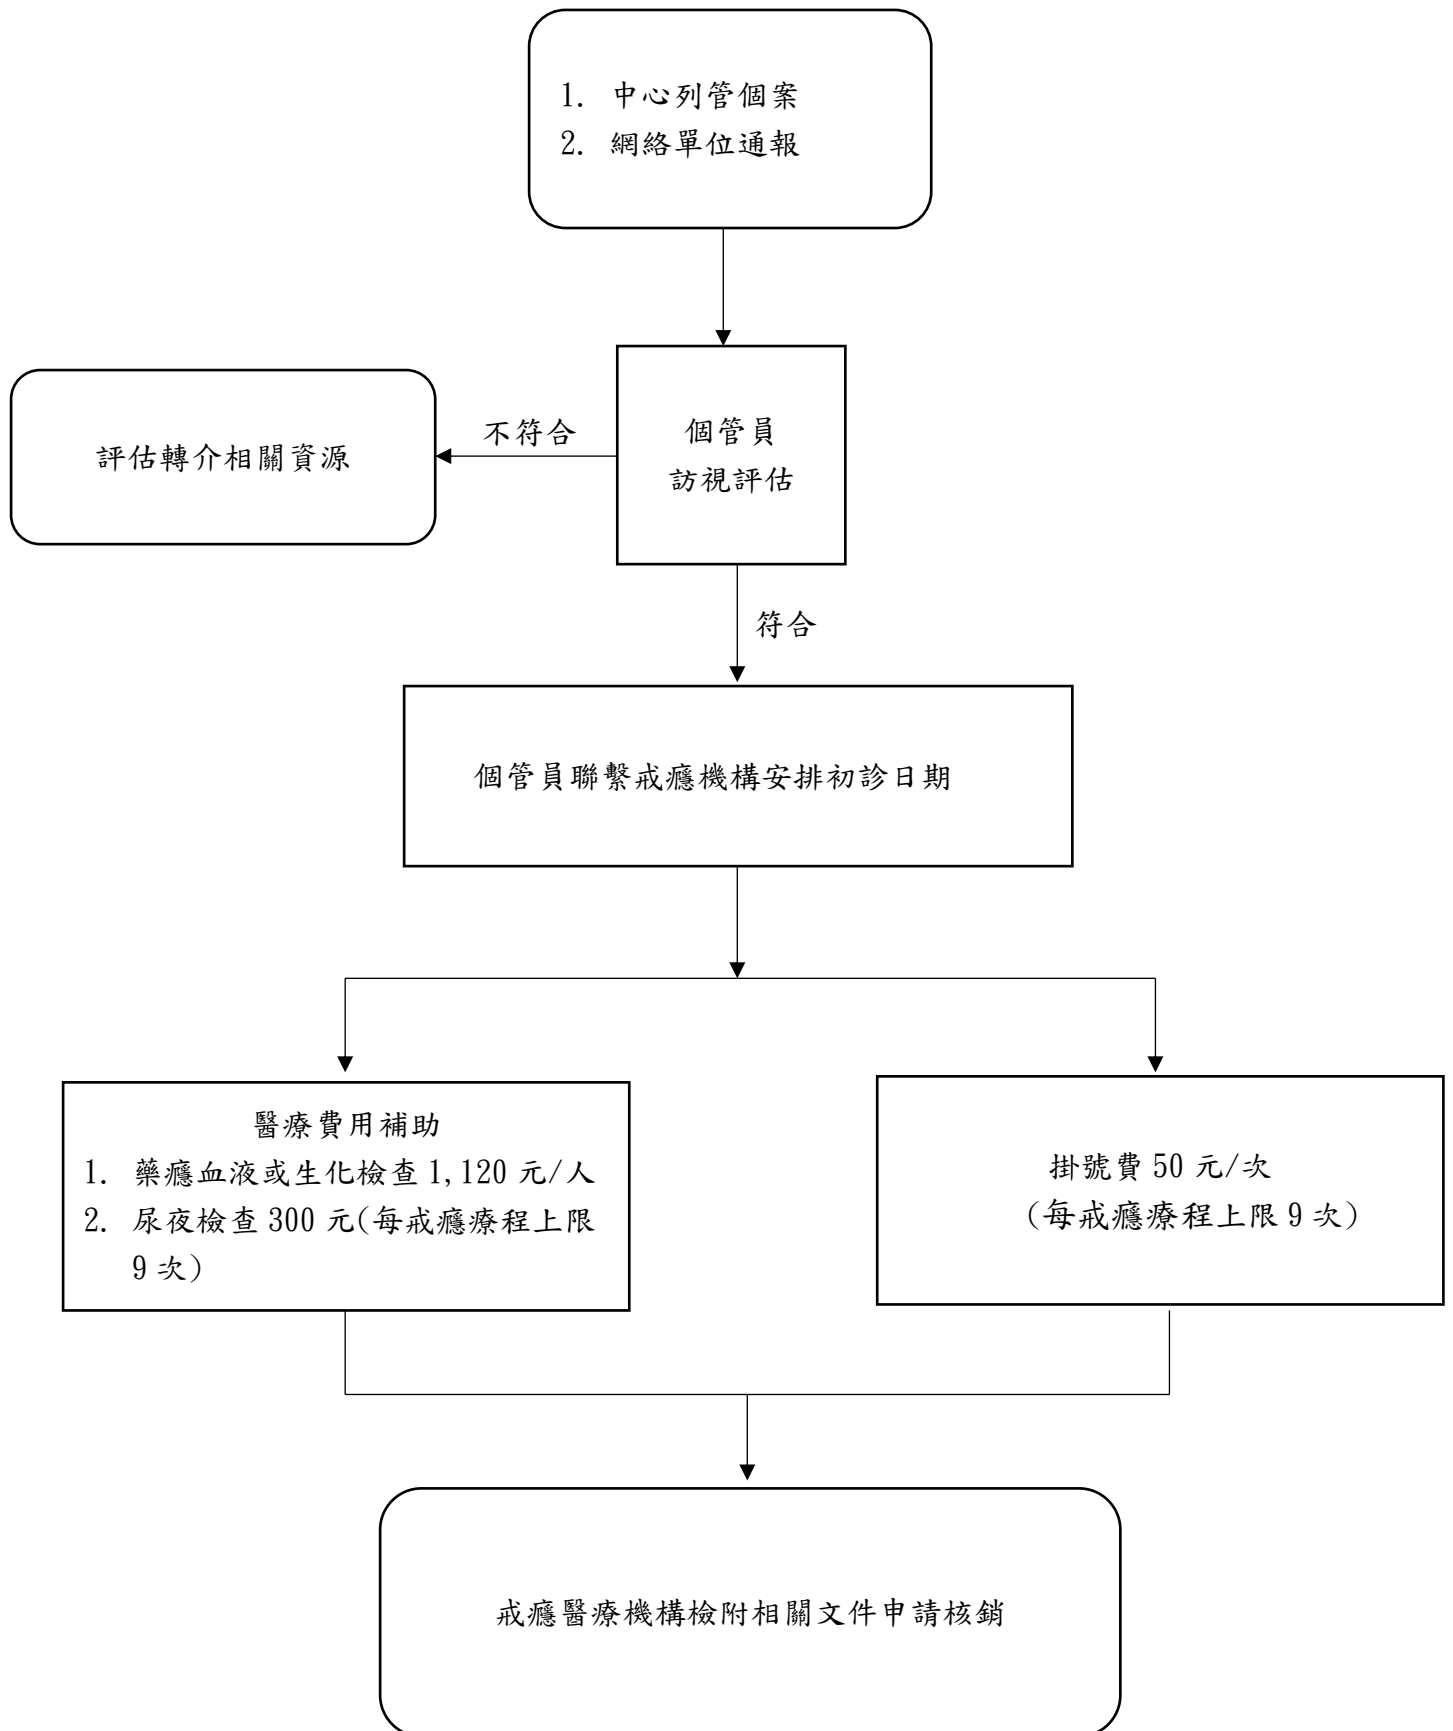 1. 中心列管個案
2. 網絡單位通報
不符合
個管員
訪視評估
評估轉介相關資源
符合
個管員聯繫戒癮機構安排初診日期
醫療費用補助
1. 藥癮血液或生化檢查 1,120 元/人
2. 尿夜檢查 300 元(每戒癮療程上限
9 次)
掛號費 50 元/次
(每戒癮療程上限 9 次)
戒癮醫療機構檢附相關文件申請核銷